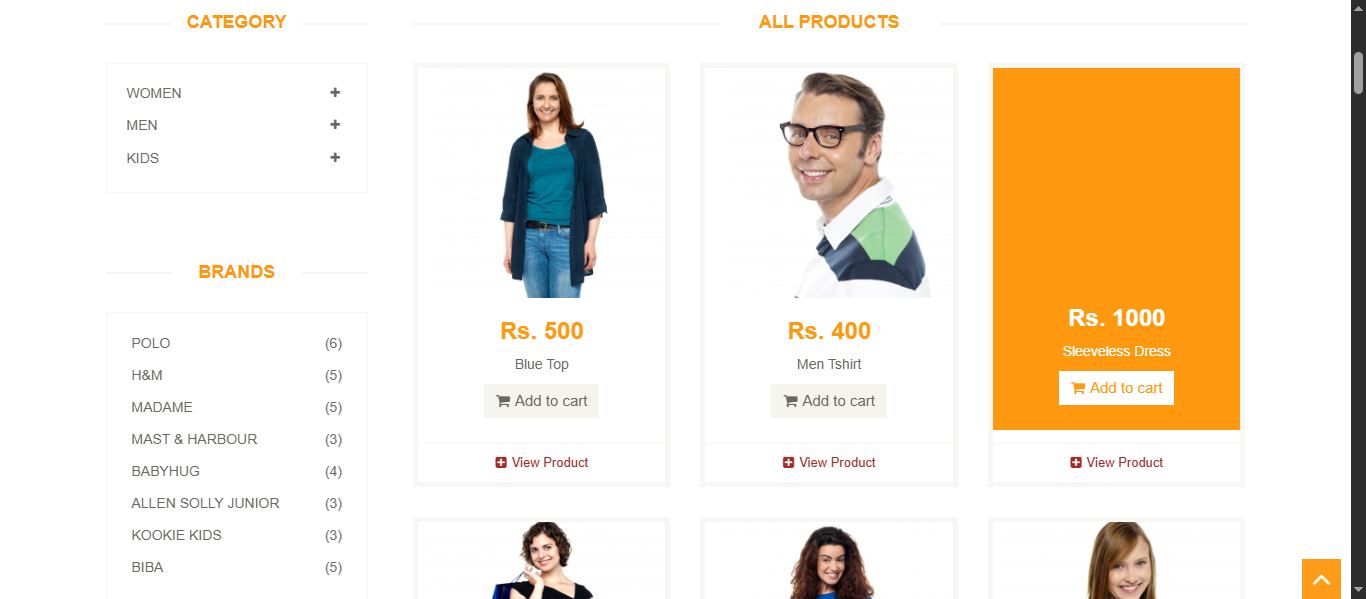 CATEGORY
WOMEN
MEN
KIDS
BRANDS
POLO (6)
H&M (5)
MADAME (5)
MAST & HARBOUR (3)
BABYHUG (4)
ALLEN SOLLY JUNIOR (3)
KOOKIE KIDS (3)
BIBA (5)
ALL PRODUCTS
Rs. 500
Blue Top
Add to cart
View Product
Rs. 400
Men Tshirt
Add to cart
View Product
Rs. 1000
Sleeveless Dress
Add to cart
View Product